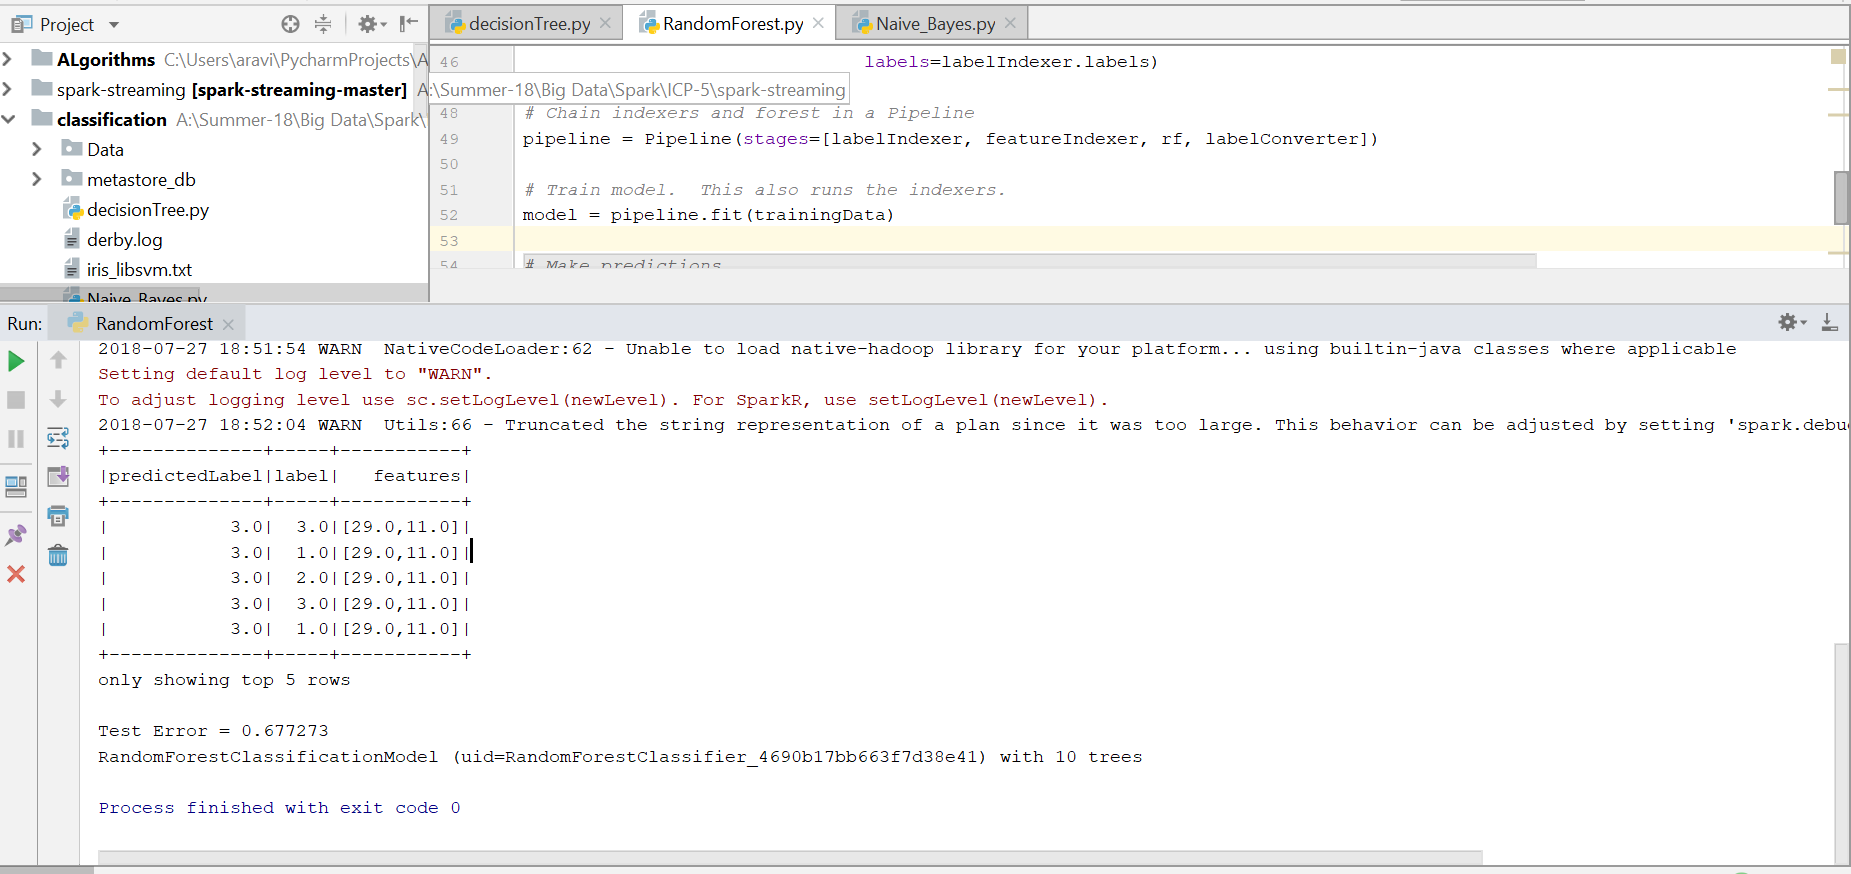 Project
decisionTree.py
RandomForest.py
Naive_Bayes.py
ALgorithms C:\Users\aravi\PycharmProjects\A
spark-streaming [spark-streaming-master] A:\Summer-18\Big Data\Spark\ICP-5\spark-streaming
classification A:\Summer-18\Big Data\Spark\
Data
metastore_db
decisionTree.py
derby.log
iris_libsvm.txt
Naive_Bayes.py
46 labels=labelIndexer.labels)
48 # Chain indexers and forest in a Pipeline
49 pipeline = Pipeline(stages=[labelIndexer, featureIndexer, rf, labelConverter])
50
51 # Train model.  This also runs the indexers.
52 model = pipeline.fit(trainingData)
53
54 # Make predictions
Run: RandomForest
2018-07-27 18:51:54 WARN  NativeCodeLoader:62 - Unable to load native-hadoop library for your platform... using builtin-java classes where applicable
Setting default log level to "WARN".
To adjust logging level use sc.setLogLevel(newLevel). For SparkR, use setLogLevel(newLevel).
2018-07-27 18:52:04 WARN  Utils:66 - Truncated the string representation of a plan since it was too large. This behavior can be adjusted by setting 'spark.debu
+--------------+-----+-----------+
|predictedLabel|label|   features|
+--------------+-----+-----------+
|           3.0|  3.0|[29.0,11.0]|
|           3.0|  1.0|[29.0,11.0]|
|           3.0|  2.0|[29.0,11.0]|
|           3.0|  3.0|[29.0,11.0]|
|           3.0|  1.0|[29.0,11.0]|
+--------------+-----+-----------+
only showing top 5 rows
Test Error = 0.677273
RandomForestClassificationModel (uid=RandomForestClassifier_4690b17bb663f7d38e41) with 10 trees
Process finished with exit code 0